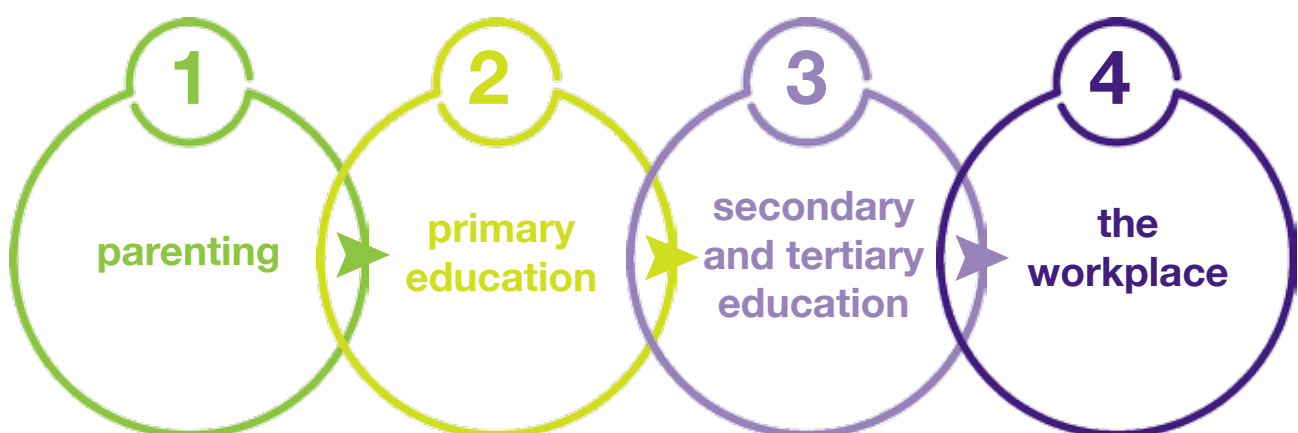 1
parenting
2
primary
education
3
secondary
and tertiary
education
4
the
workplace